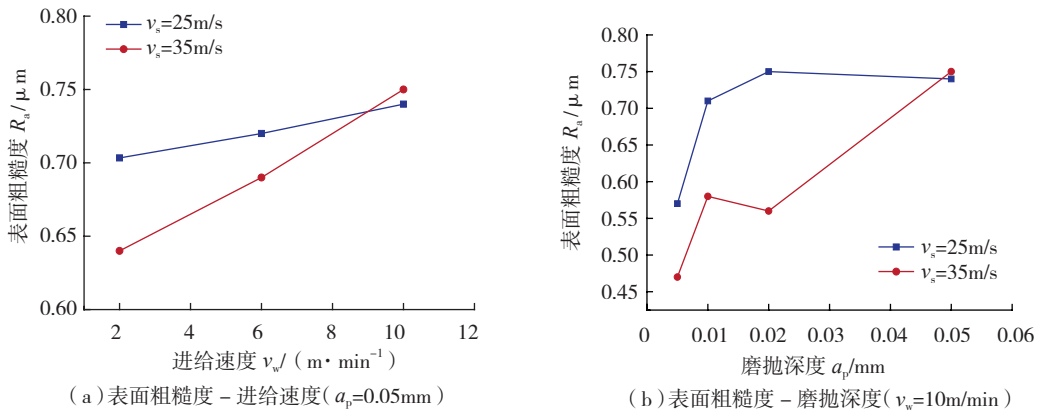 0.80
0.75
0.70
0.65
0.60
表面粗糙度 Rₐ/μm
vₛ=25m/s
vₛ=35m/s
2
4
6
8
10
12
进给速度 v_w/（m·min⁻¹）
（a）表面粗糙度 – 进给速度（aₚ=0.05mm）
0.80
0.75
0.70
0.65
0.60
0.55
0.50
0.45
表面粗糙度 Rₐ/μm
vₛ=25m/s
vₛ=35m/s
0
0.01
0.02
0.03
0.04
0.05
0.06
磨抛深度 aₚ/mm
（b）表面粗糙度 – 磨抛深度（v_w=10m/min）